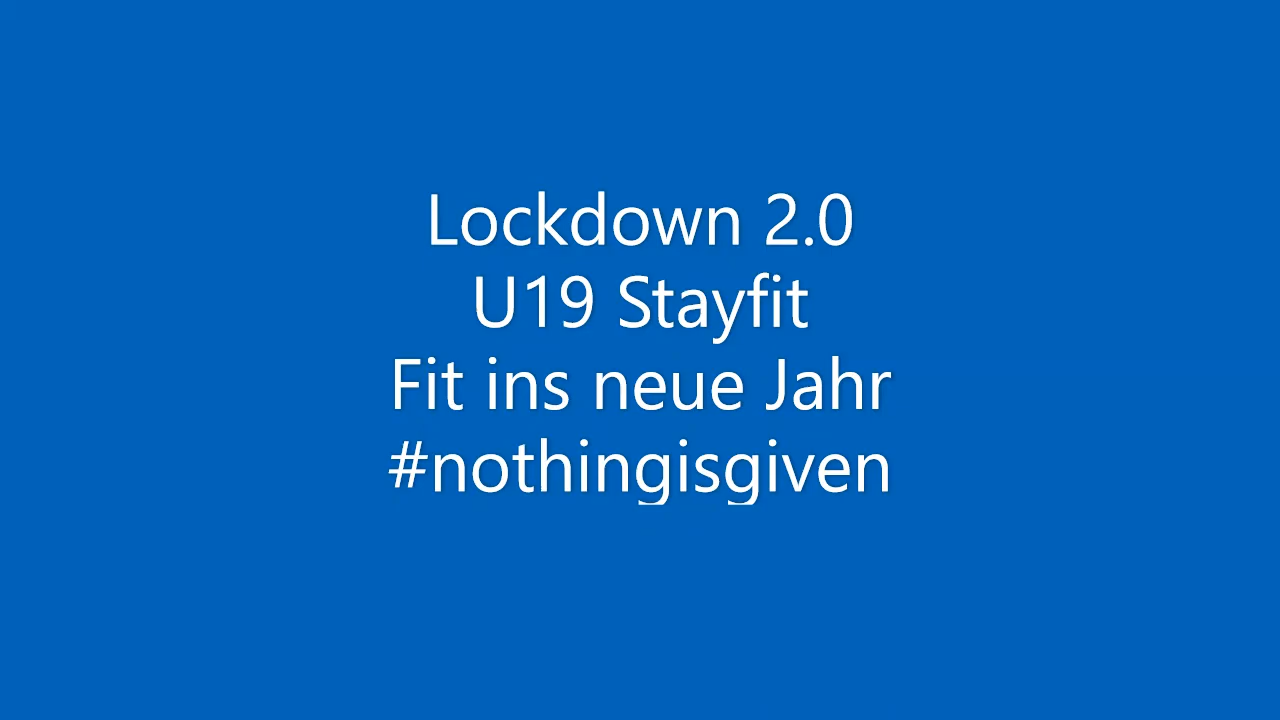 Lockdown 2.0
U19 Stayfit
Fit ins neue Jahr
#nothingisgiven